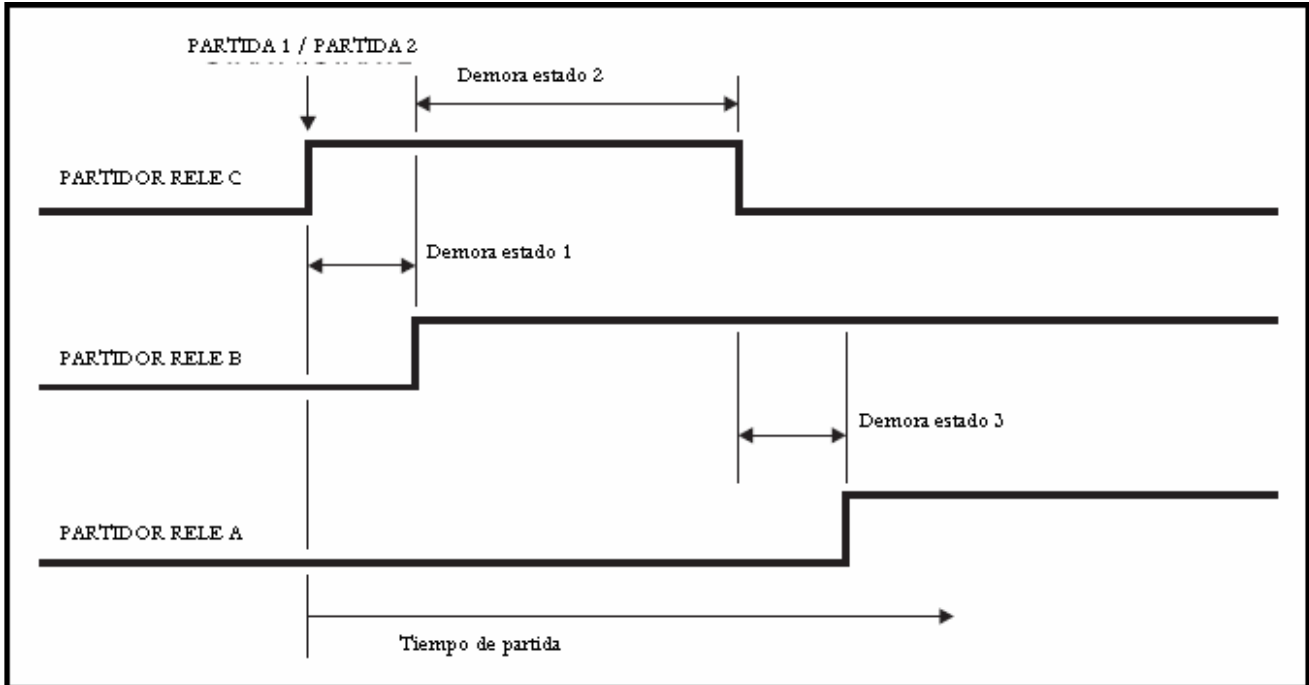 PARTIDA 1 / PARTIDA 2
Demora estado 2
PARTIDOR RELE C
Demora estado 1
PARTIDOR RELE B
Demora estado 3
PARTIDOR RELE A
Tiempo de partida